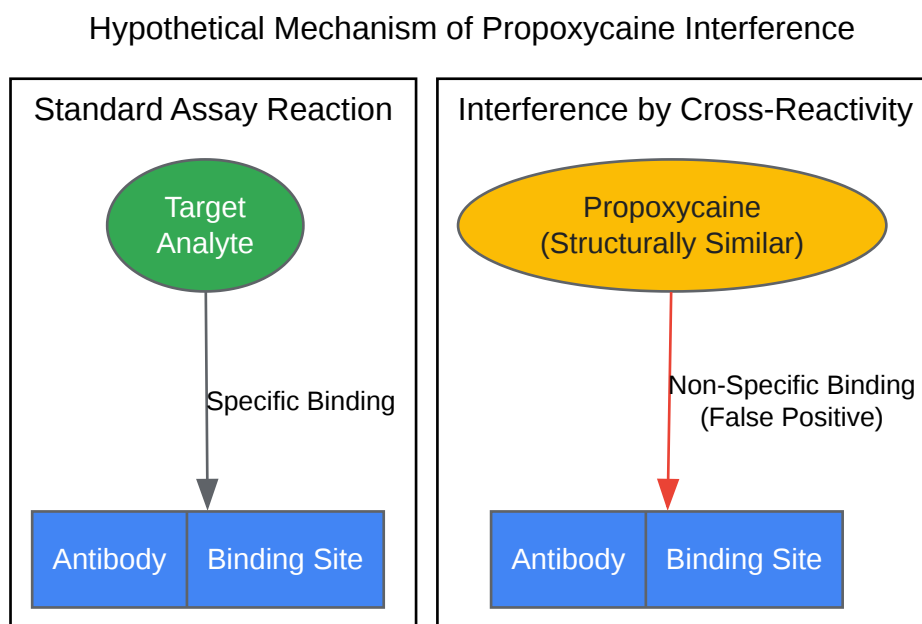 Hypothetical Mechanism of Propoxycaine Interference
Standard Assay Reaction
Target
Analyte
Specific Binding
Antibody
Binding Site
Interference by Cross-Reactivity
Propoxycaine
(Structurally Similar)
Non-Specific Binding
(False Positive)
Antibody
Binding Site